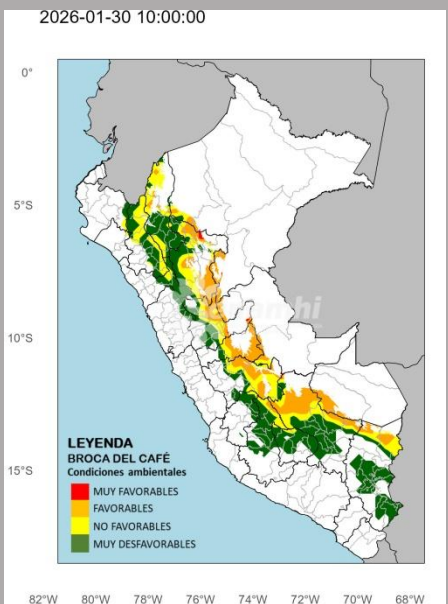 2026-01-30 10:00:00
0°
5°S
10°S
15°S
LEYENDA
BROCA DEL CAFÉ
Condiciones ambientales
MUY FAVORABLES
FAVORABLES
NO FAVORABLES
MUY DESFAVORABLES
82°W 80°W 78°W 76°W 74°W 72°W 70°W 68°W